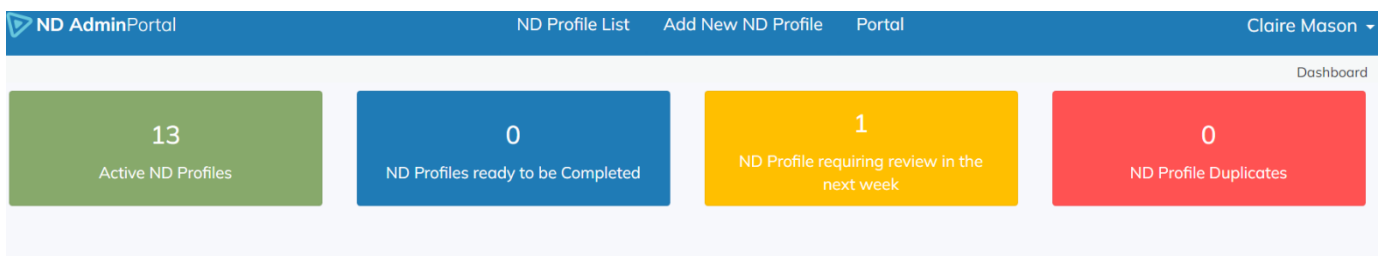 ND AdminPortal
ND Profile List
Add New ND Profile
Portal
Claire Mason
Dashboard
13
Active ND Profiles
0
ND Profiles ready to be Completed
1
ND Profile requiring review in the
next week
0
ND Profile Duplicates